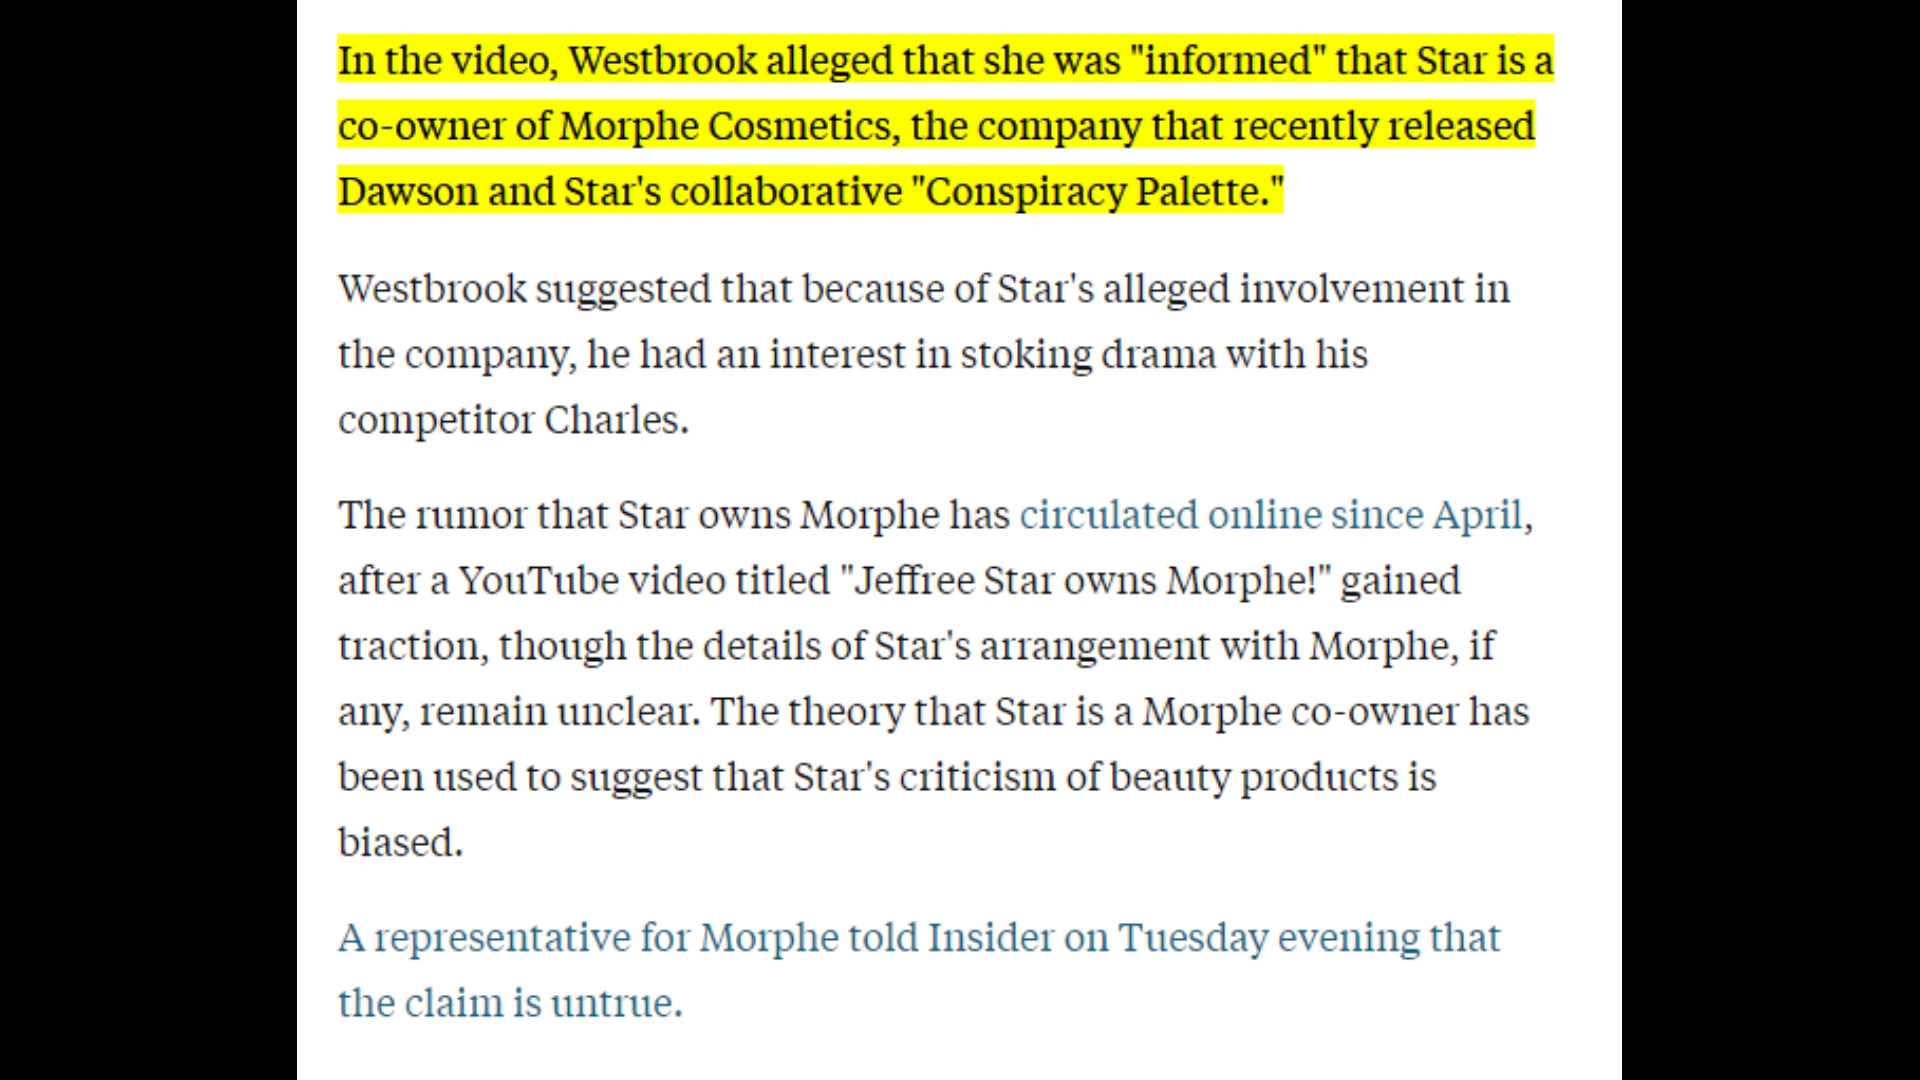 In the video, Westbrook alleged that she was "informed" that Star is a
co-owner of Morphe Cosmetics, the company that recently released
Dawson and Star's collaborative "Conspiracy Palette."
Westbrook suggested that because of Star's alleged involvement in
the company, he had an interest in stoking drama with his
competitor Charles.
The rumor that Star owns Morphe has circulated online since April,
after a YouTube video titled "Jeffree Star owns Morphe!" gained
traction, though the details of Star's arrangement with Morphe, if
any, remain unclear. The theory that Star is a Morphe co-owner has
been used to suggest that Star's criticism of beauty products is
biased.
A representative for Morphe told Insider on Tuesday evening that
the claim is untrue.